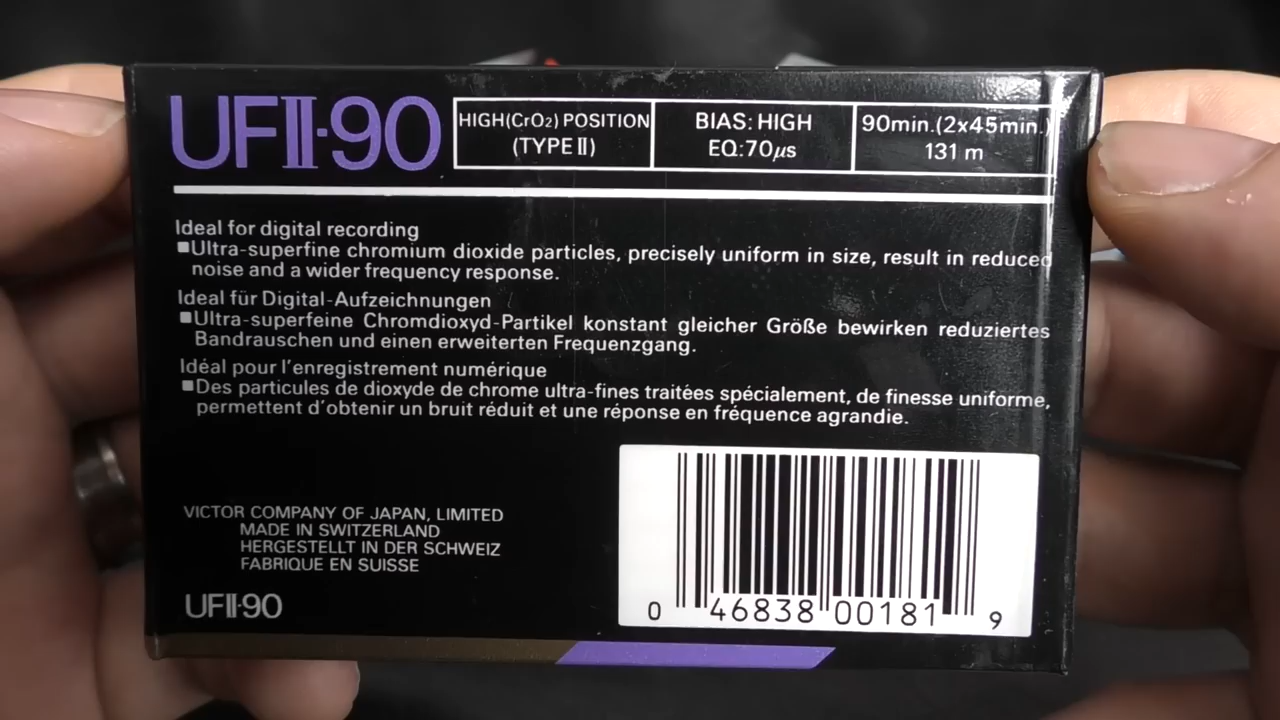 UFII·90
HIGH(CrO₂) POSITION
(TYPE II)
BIAS: HIGH
EQ:70μs
90min.(2x45min.)
131 m
Ideal for digital recording
■Ultra-superfine chromium dioxide particles, precisely uniform in size, result in reduced
noise and a wider frequency response.
Ideal für Digital-Aufzeichnungen
■Ultra-superfeine Chromdioxyd-Partikel konstant gleicher Größe bewirken reduziertes
Bandrauschen und einen erweiterten Frequenzgang.
Idéal pour l'enregistrement numérique
■Des particules de dioxyde de chrome ultra-fines traitées spécialement, de finesse uniforme,
permettent d'obtenir un bruit réduit et une réponse en fréquence agrandie.
VICTOR COMPANY OF JAPAN, LIMITED
MADE IN SWITZERLAND
HERGESTELLT IN DER SCHWEIZ
FABRIQUE EN SUISSE
UFII·90
0 46838 00181 9